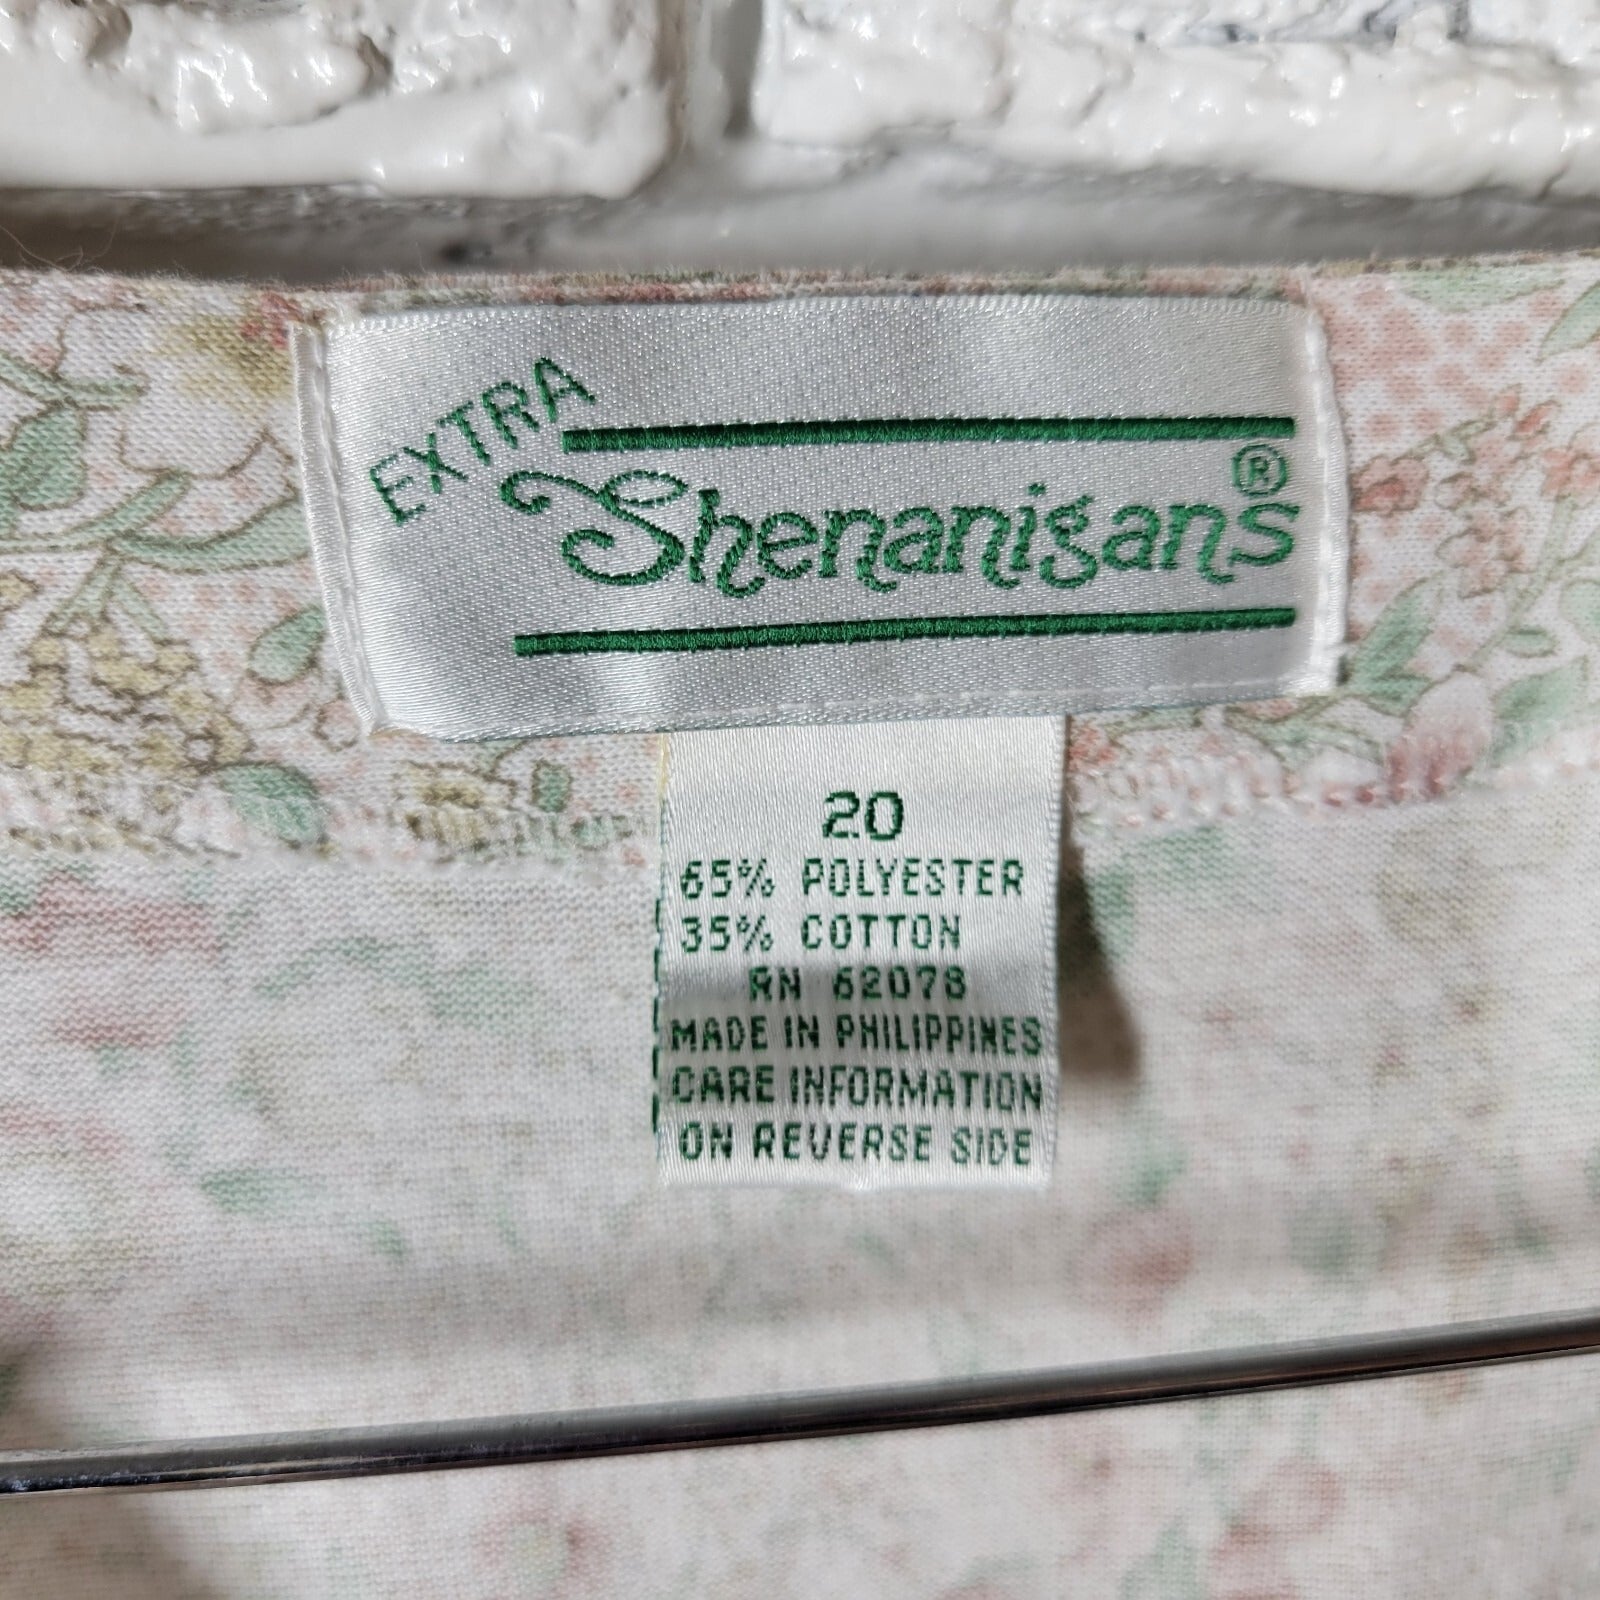 EXTRA
Shenanigans®
20
65% POLYESTER
35% COTTON
RN 62078
MADE IN PHILIPPINES
CARE INFORMATION
ON REVERSE SIDE